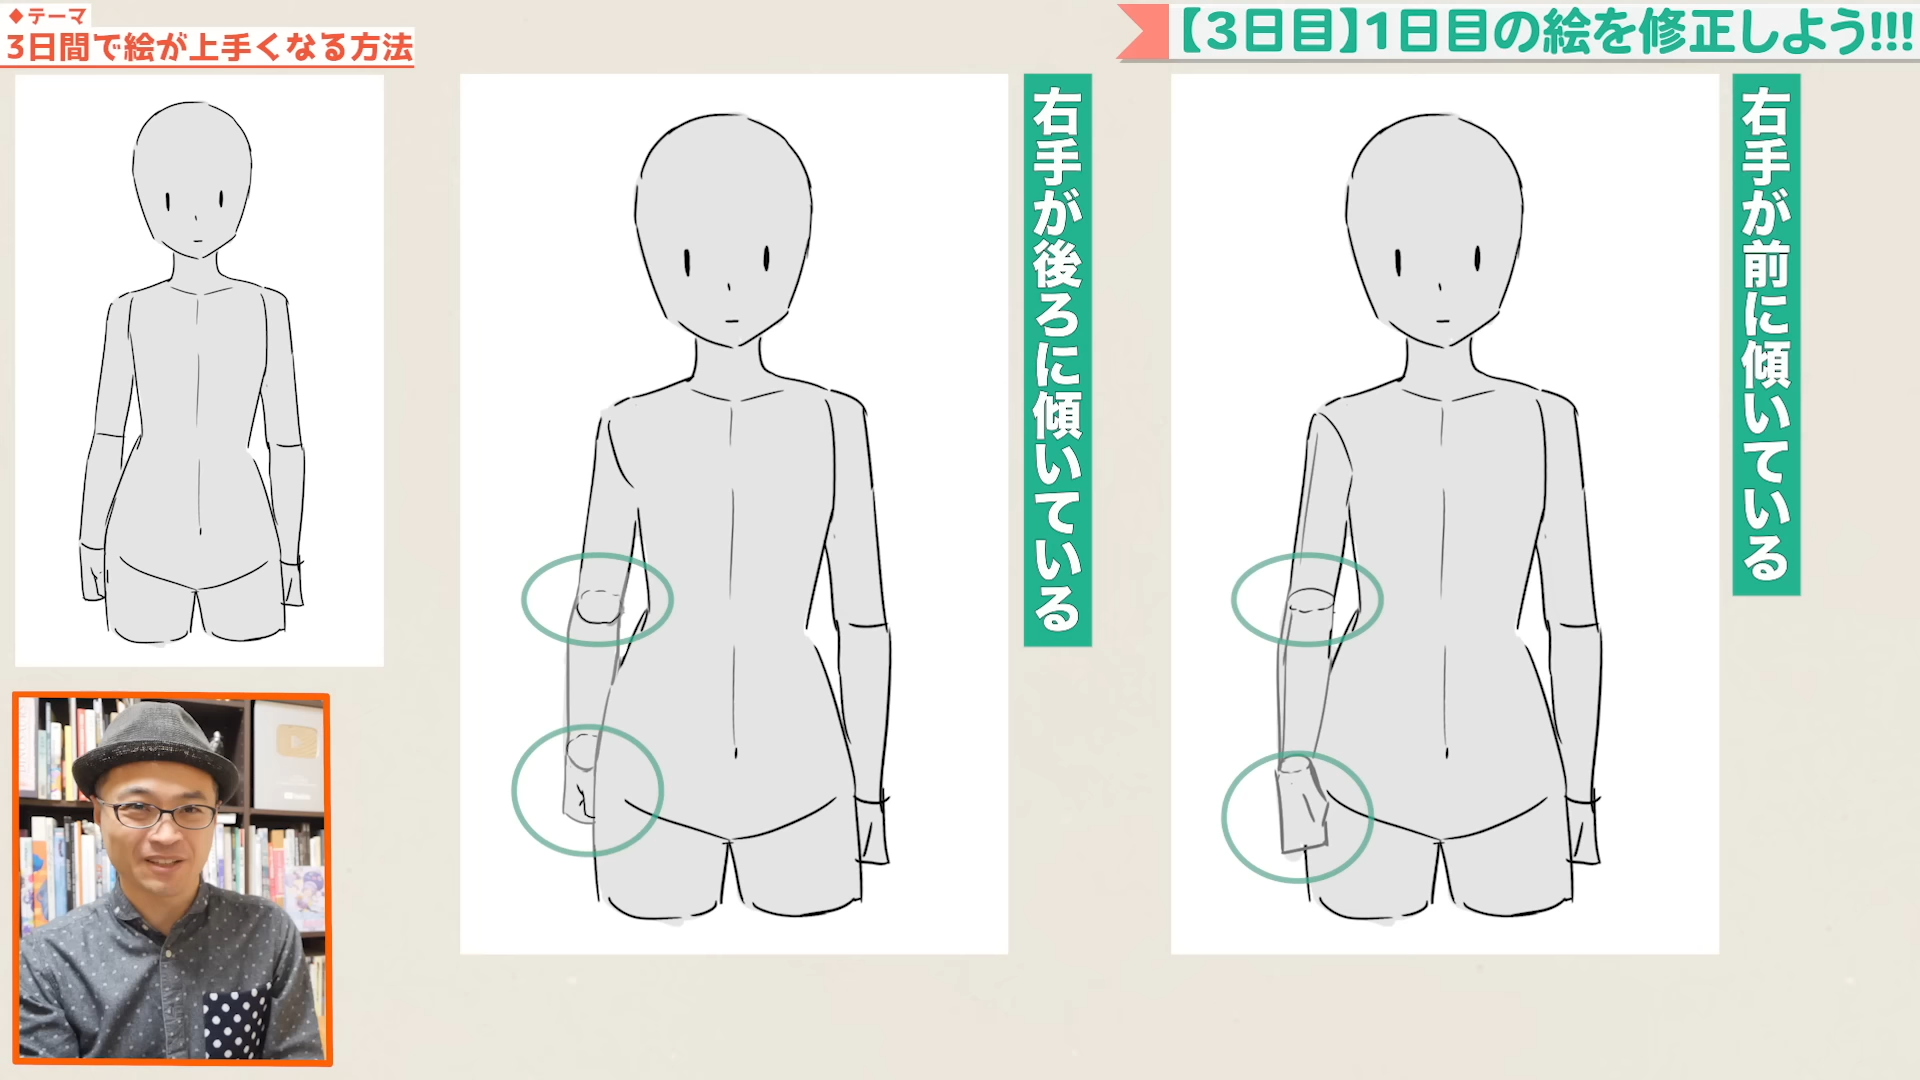 ◆テーマ
3日間で絵が上手くなる方法
【3日目】1日目の絵を修正しよう!!!
右手が後ろに傾いている
右手が前に傾いている